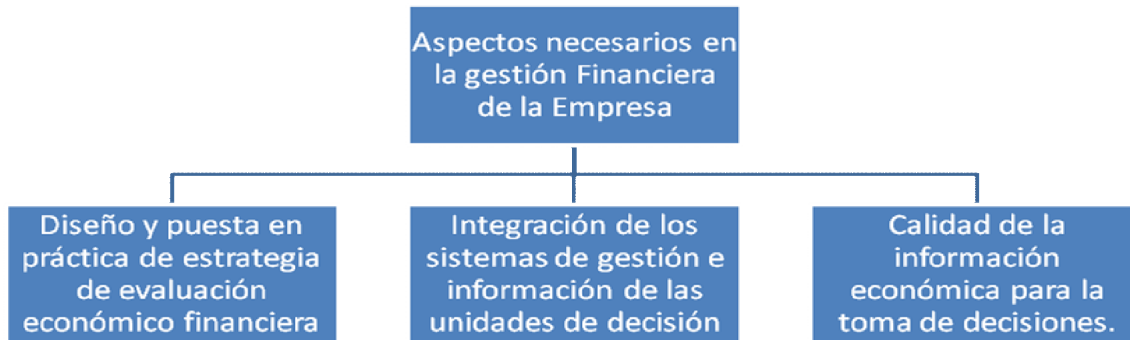 Aspectos necesarios en
la gestión Financiera
de la Empresa
Diseño y puesta en
práctica de estrategia
de evaluación
económico financiera
Integración de los
sistemas de gestión e
información de las
unidades de decisión
Calidad de la
información
económica para la
toma de decisiones.